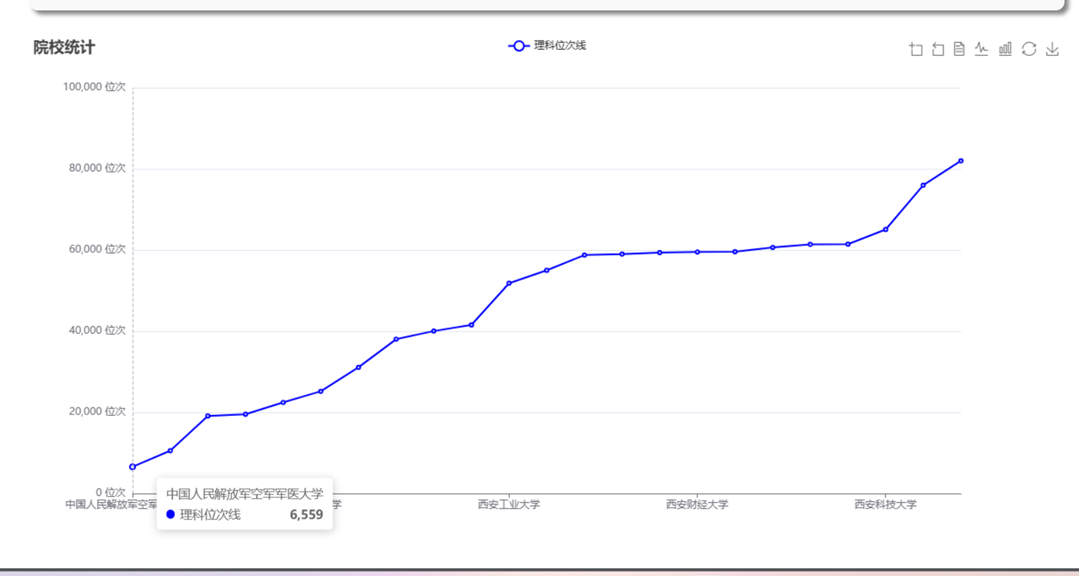 院校统计
理科位次线
100,000 位次
80,000 位次
60,000 位次
40,000 位次
20,000 位次
0 位次
中国人民解放军空军
学
西安工业大学
西安财经大学
西安科技大学
中国人民解放军空军军医大学
理科位次线 6,559